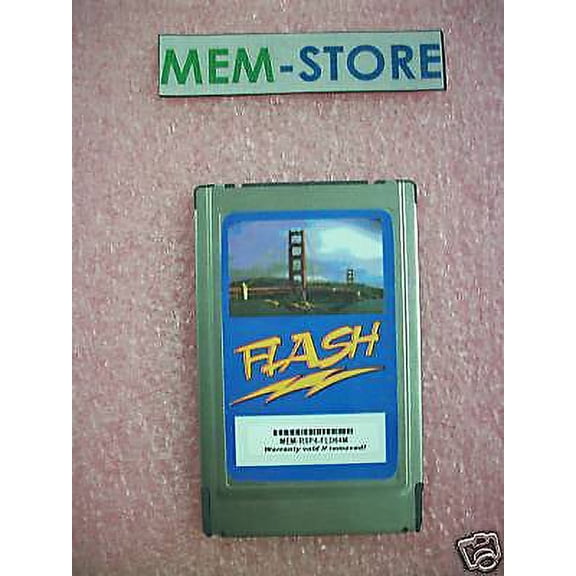 MEM-STORE
FLASH
MEM-RSP4-FLD64M
Warranty void if removed!